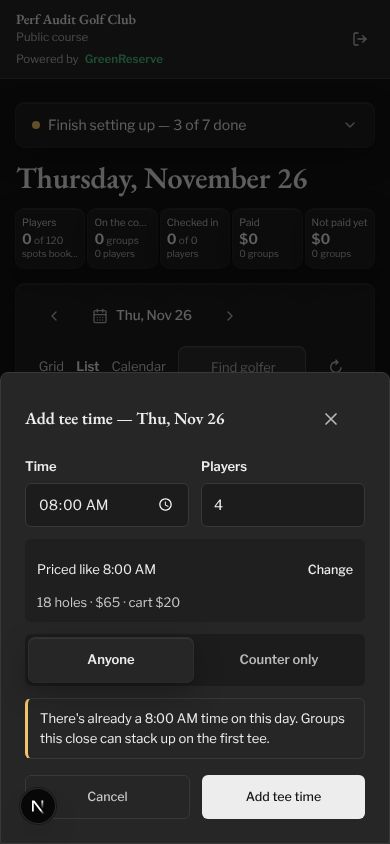 Perf Audit Golf Club
Public course
Powered by GreenReserve
Finish setting up — 3 of 7 done
Thursday, November 26
Players
0 of 120
spots book...
On the co...
0 groups
0 players
Checked in
0 of 0
players
Paid
$0
0 groups
Not paid yet
$0
0 groups
Thu, Nov 26
Grid List Calendar Find golfer
Add tee time — Thu, Nov 26
Time Players
08:00 AM 4
Priced like 8:00 AM Change
18 holes · $65 · cart $20
Anyone Counter only
There's already a 8:00 AM time on this day. Groups
this close can stack up on the first tee.
N Cancel Add tee time